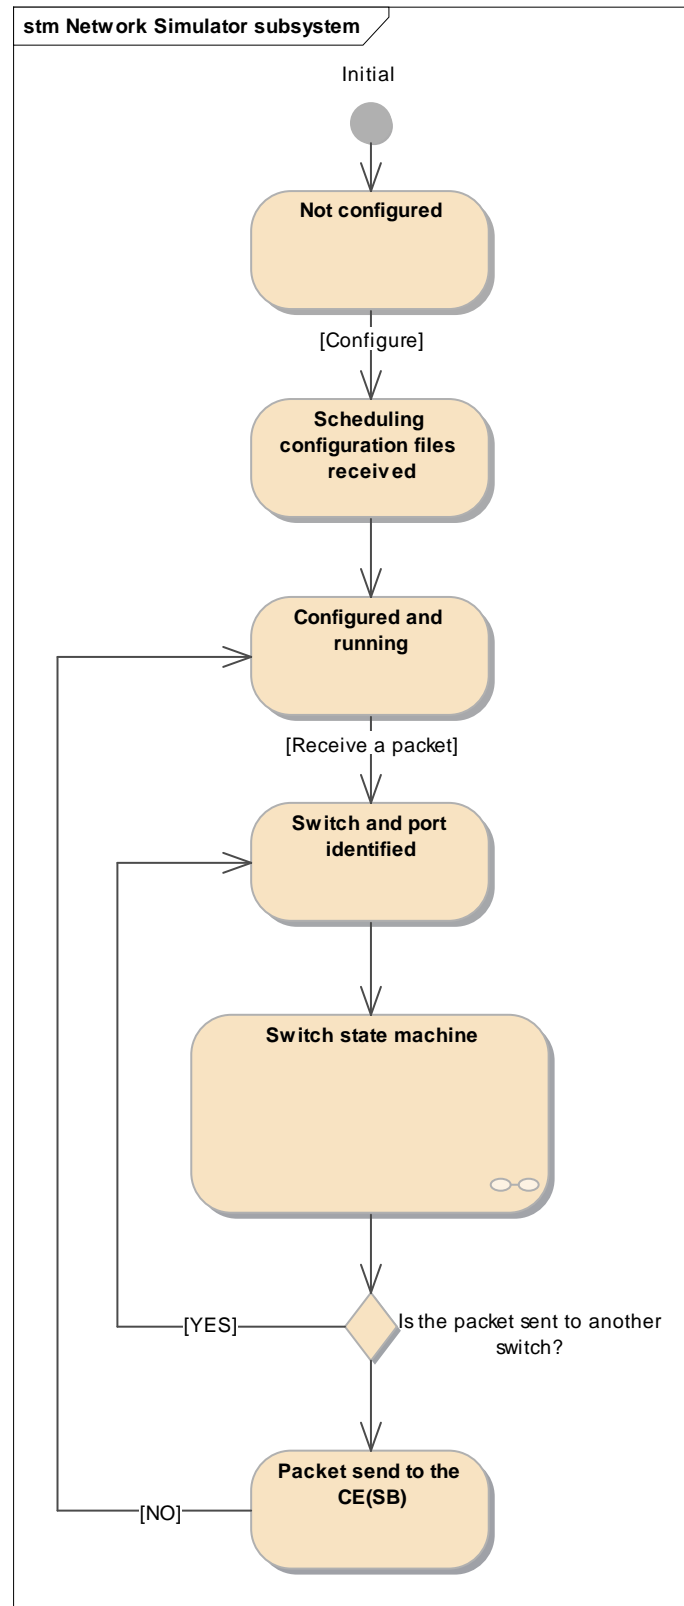 stm Network Simulator subsystem
Initial
Not configured
[Configure]
Scheduling
configuration files
received
Configured and
running
[Receive a packet]
Switch and port
identified
Switch state machine
[YES]
Is the packet sent to another
switch?
Packet send to the
CE(SB)
[NO]